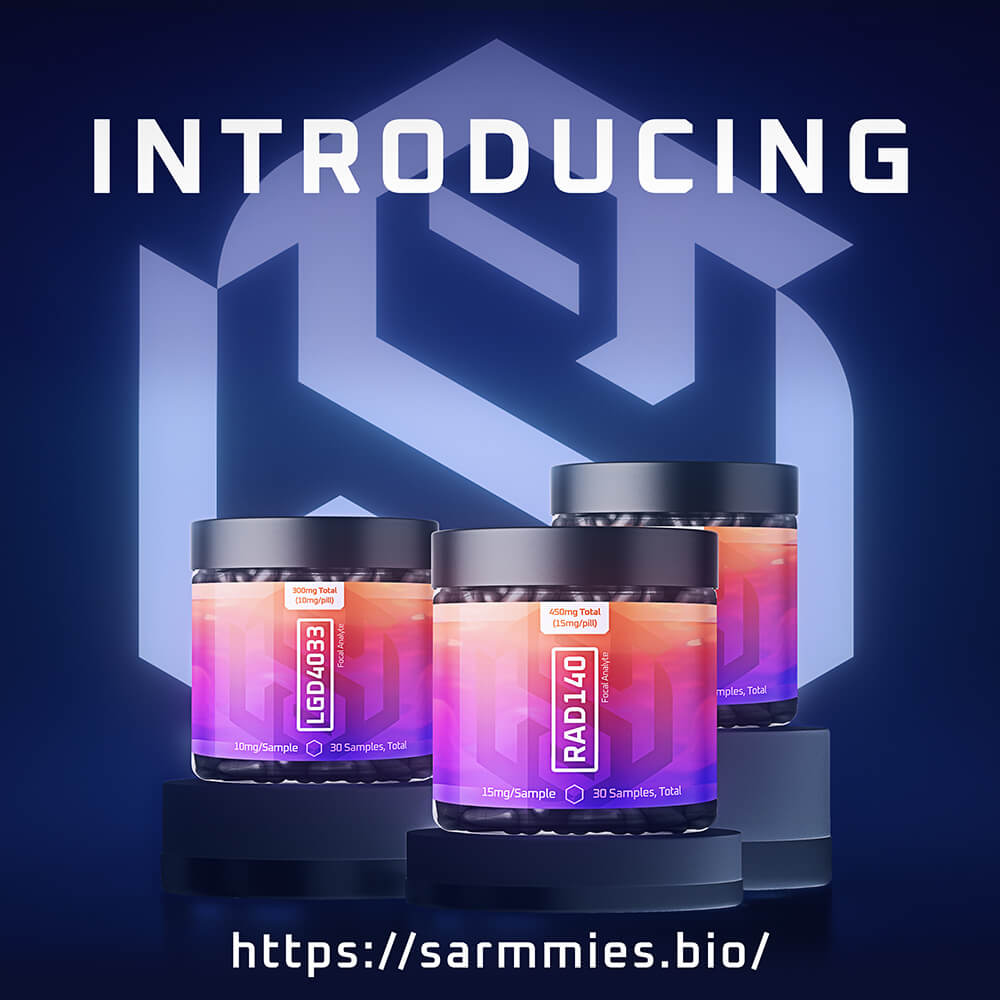 INTRODUCING
300mg Total
(10mg/pill)
LGD4033
Focal Analyte
10mg/Sample
30 Samples, Total
450mg Total
(15mg/pill)
RAD140
Focal Analyte
15mg/Sample
30 Samples, Total
mples, Total
https://sarmmies.bio/